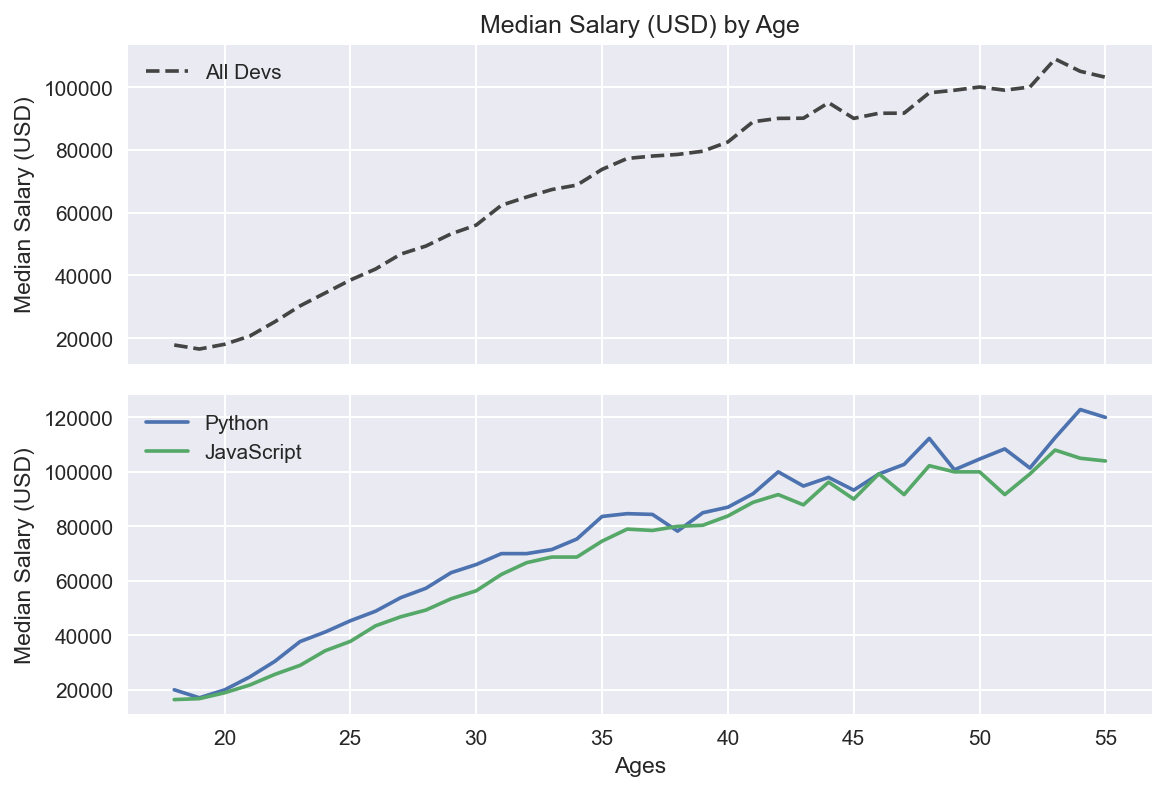 Median Salary (USD) by Age
All Devs
Median Salary (USD)
100000
80000
60000
40000
20000
Python
JavaScript
Median Salary (USD)
120000
100000
80000
60000
40000
20000
20 25 30 35 40 45 50 55
Ages